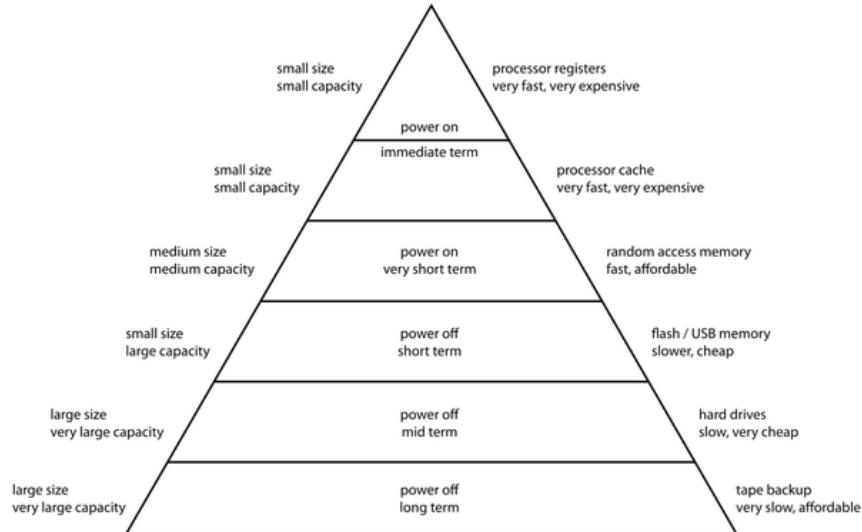 small size
small capacity
processor registers
very fast, very expensive
power on
immediate term
small size
small capacity
processor cache
very fast, very expensive
medium size
medium capacity
power on
very short term
random access memory
fast, affordable
small size
large capacity
power off
short term
flash / USB memory
slower, cheap
large size
very large capacity
power off
mid term
hard drives
slow, very cheap
large size
very large capacity
power off
long term
tape backup
very slow, affordable